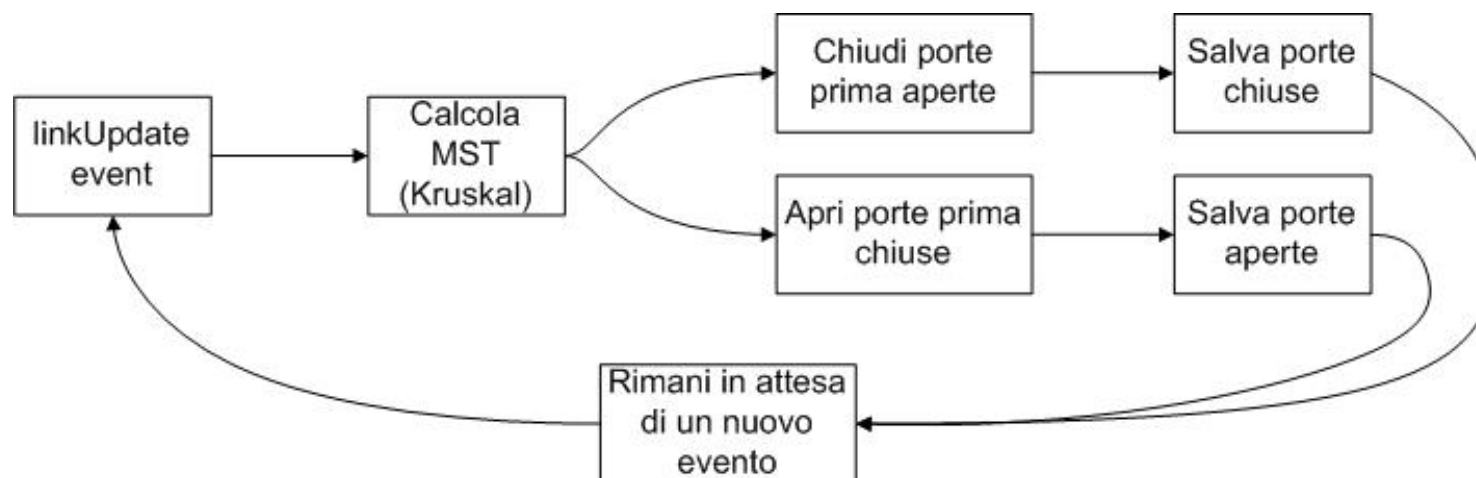 linkUpdate
event
Calcola
MST
(Kruskal)
Chiudi porte
prima aperte
Salva porte
chiuse
Apri porte prima
chiuse
Salva porte
aperte
Rimani in attesa
di un nuovo
evento